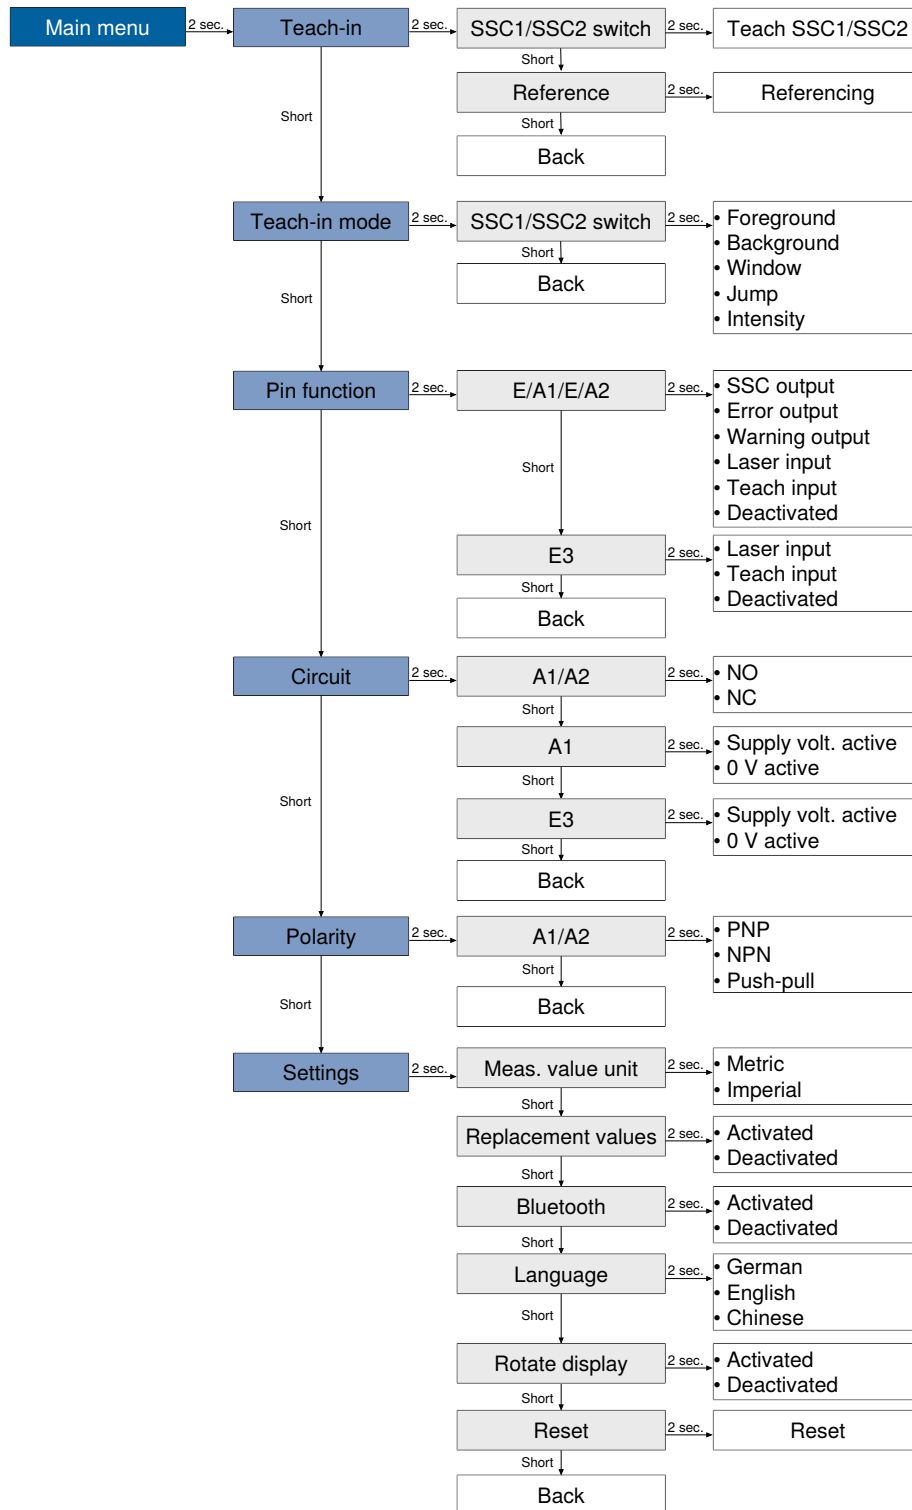 Main menu
2 sec.
Teach-in
2 sec.
SSC1/SSC2 switch
2 sec.
Teach SSC1/SSC2
Short
Reference
2 sec.
Referencing
Short
Short
Back
Teach-in mode
2 sec.
SSC1/SSC2 switch
2 sec.
• Foreground
• Background
• Window
• Jump
• Intensity
Short
Back
Short
Pin function
2 sec.
E/A1/E/A2
2 sec.
• SSC output
• Error output
• Warning output
• Laser input
• Teach input
• Deactivated
Short
Short
E3
2 sec.
• Laser input
• Teach input
• Deactivated
Short
Back
Circuit
2 sec.
A1/A2
2 sec.
• NO
• NC
Short
A1
2 sec.
• Supply volt. active
• 0 V active
Short
Short
E3
2 sec.
• Supply volt. active
• 0 V active
Short
Back
Polarity
2 sec.
A1/A2
2 sec.
• PNP
• NPN
• Push-pull
Short
Back
Short
Settings
2 sec.
Meas. value unit
2 sec.
• Metric
• Imperial
Short
Replacement values
2 sec.
• Activated
• Deactivated
Short
Bluetooth
2 sec.
• Activated
• Deactivated
Short
Language
2 sec.
• German
• English
• Chinese
Short
Rotate display
2 sec.
• Activated
• Deactivated
Short
Reset
2 sec.
Reset
Short
Back